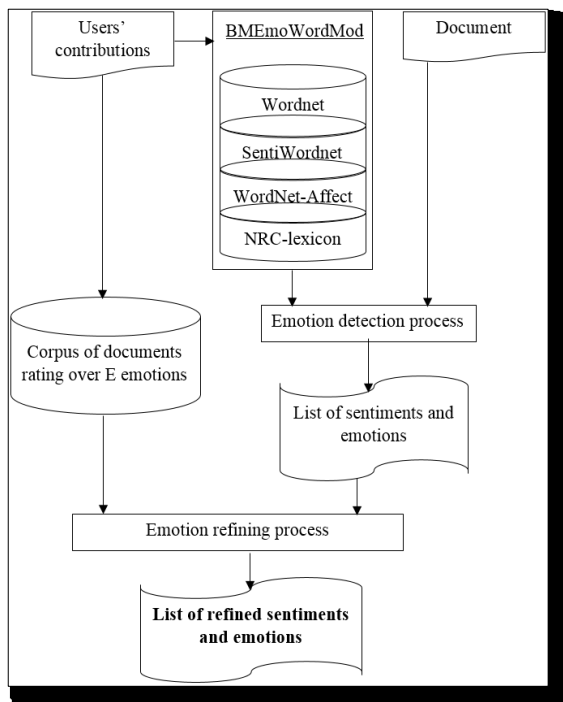 Users’
contributions
BMEmoWordMod
Document
Wordnet
SentiWordnet
WordNet-Affect
NRC-lexicon
Emotion detection process
Corpus of documents
rating over E emotions
List of sentiments and
emotions
Emotion refining process
List of refined sentiments
and emotions